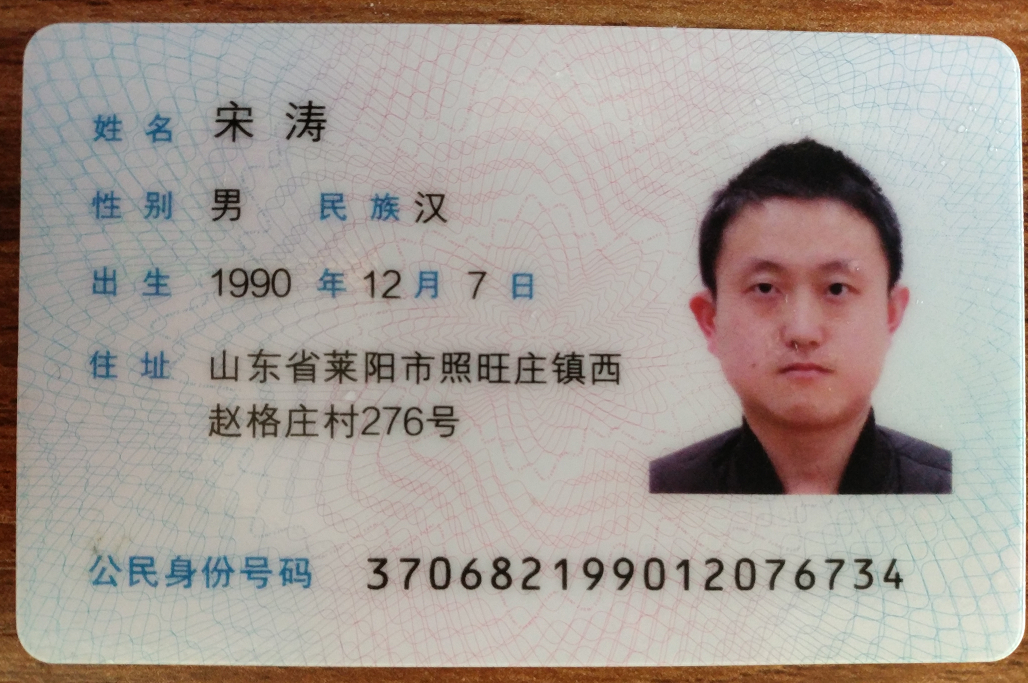 姓名 宋涛
性别 男 民族 汉
出生 1990 年 12 月 7 日
住址 山东省莱阳市照旺庄镇西
赵格庄村276号
公民身份号码 370682199012076734